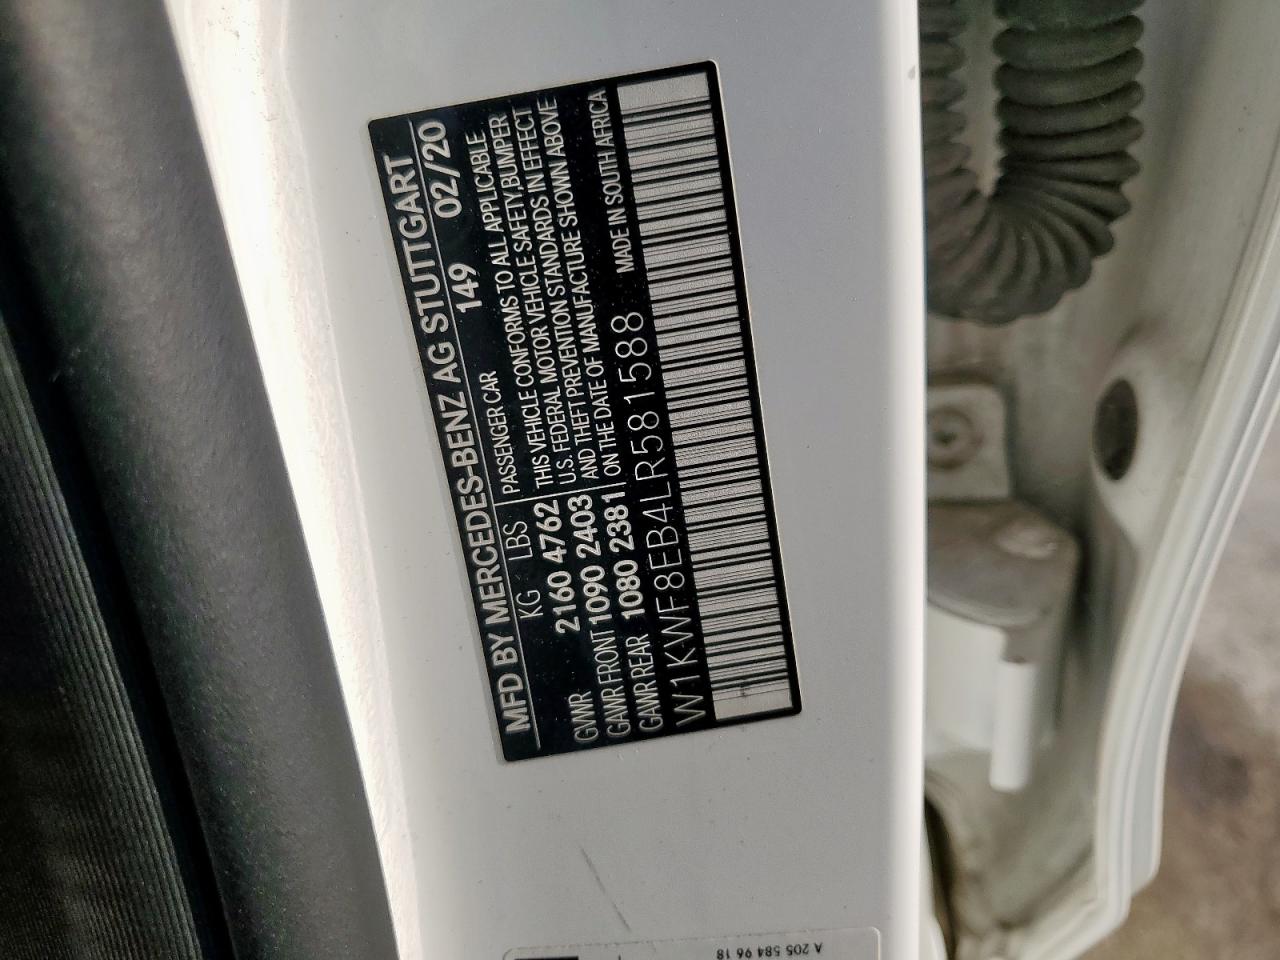 MFD BY MERCEDES-BENZ AG STUTTGART
KG LBS 149 02/20
GVWR 2160 4762
GAWR FRONT 1090 2403
GAWR REAR 1080 2381
PASSENGER CAR
THIS VEHICLE CONFORMS TO ALL APPLICABLE
U.S. FEDERAL MOTOR VEHICLE SAFETY, BUMPER
AND THEFT PREVENTION STANDARDS IN EFFECT
ON THE DATE OF MANUFACTURE SHOWN ABOVE
W1KWF8EB4LR581588 MADE IN SOUTH AFRICA
A 205 584 96 18